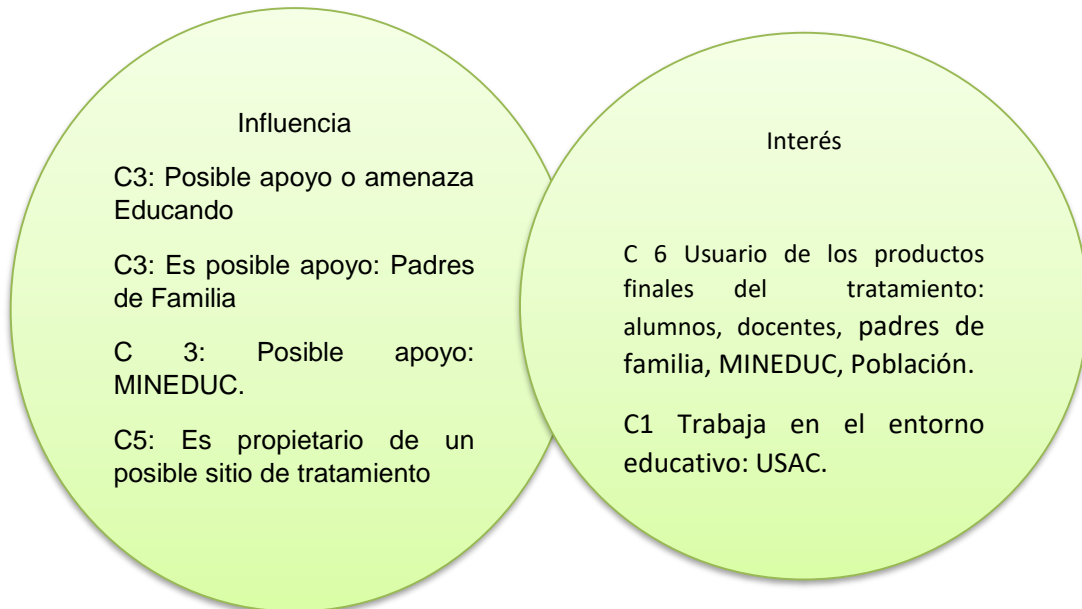 Influencia
C3: Posible apoyo o amenaza
Educando
C3: Es posible apoyo: Padres
de Familia
C 3: Posible apoyo:
MINEDUC.
C5: Es propietario de un
posible sitio de tratamiento
Interés
C 6 Usuario de los productos
finales del tratamiento:
alumnos, docentes, padres de
familia, MINEDUC, Población.
C1 Trabaja en el entorno
educativo: USAC.